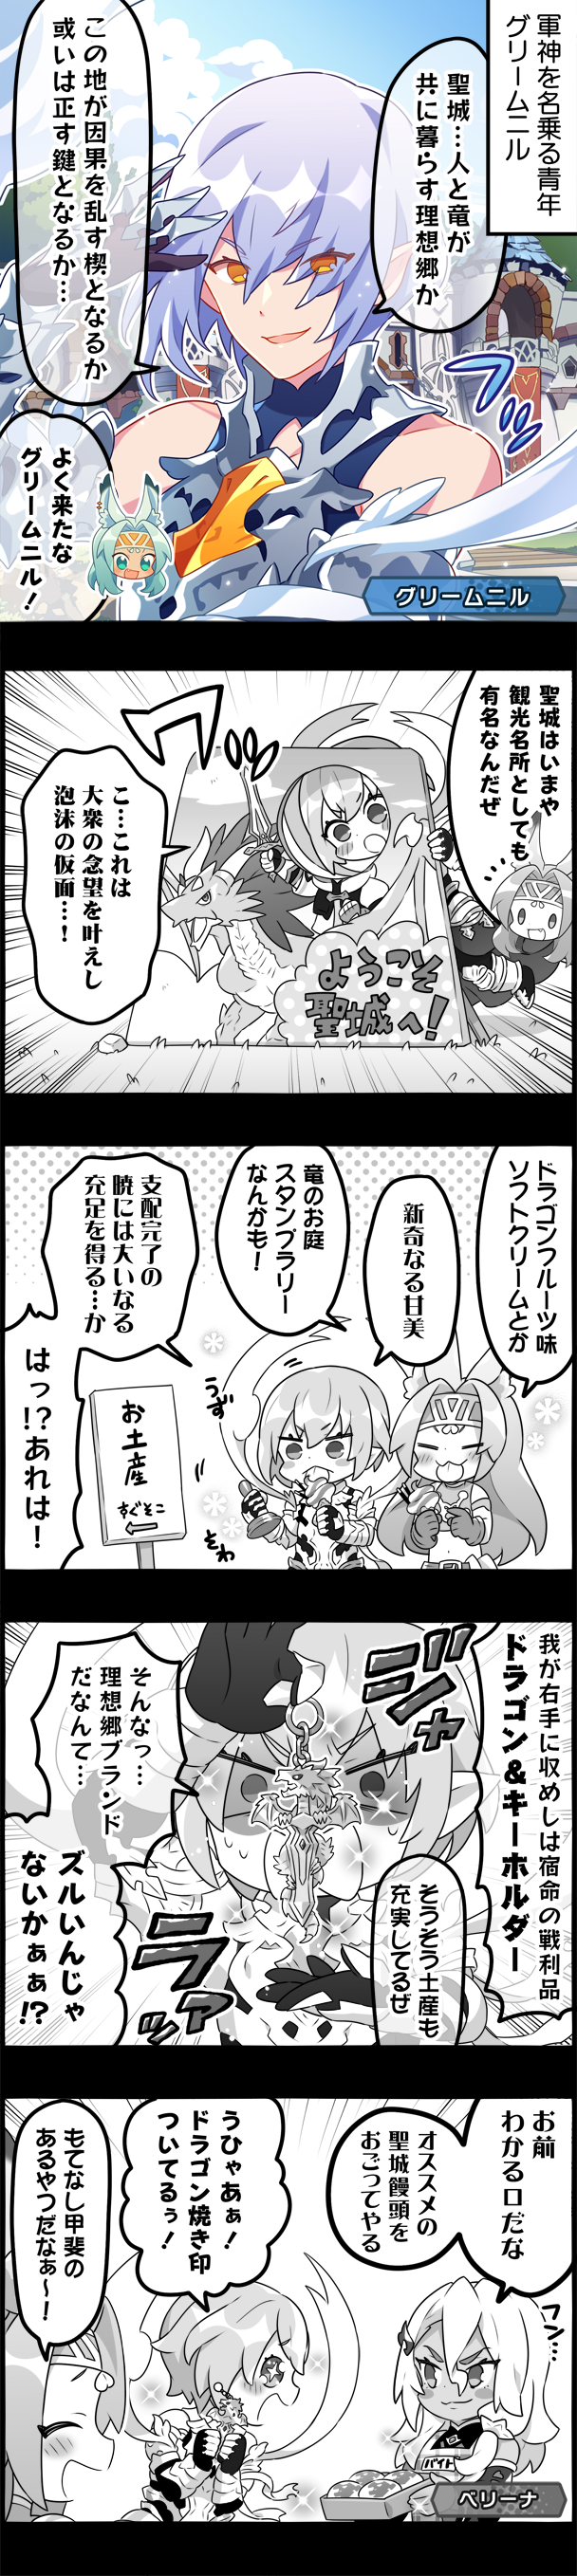 軍神を名乗る青年
グリームニル
聖城…人と竜が
共に暮らす理想郷か
この地が因果を乱す楔となるか
或いは正す鍵となるか…
バッ
よく来たな
グリームニル！
グリームニル
聖城はいまや
観光名所としても
有名なんだぜ
ワッ
こ…これは
大衆の念望を叶えし
泡沫の仮面…！
ようこそ
聖城へ！
ドラゴンフルーツ味
ソフトクリームとか
新奇なる甘美
竜のお庭
スタンプラリー
なんかも！
支配完了の
暁には大いなる
充足を得る…か
うず
そわ
お土産
すぐそこ
←
はっ！？あれは！
我が右手に収めしは宿命の戦利品
ドラゴン＆キーホルダー
ジャ
そうそう土産も
充実してるぜ
そんなっ…
理想郷ブランド
だなんて…
ラァッ
ズルいんじゃ
ないかぁぁ！？
お前
わかる口だな
オススメの
聖城饅頭を
おごってやる
フン…
うひゃあぁ！
ドラゴン焼き印
ついてるぅ！
もてなし甲斐の
あるやつだなぁ～！
バイト
ベリーナ